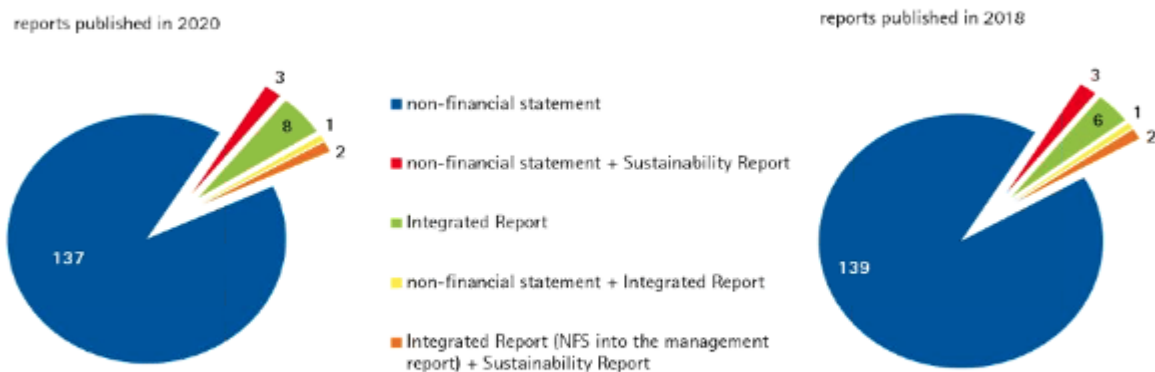 reports published in 2020
reports published in 2018
3
8
1
2
137
non-financial statement
non-financial statement + Sustainability Report
Integrated Report
non-financial statement + Integrated Report
Integrated Report (NFS into the management
report) + Sustainability Report
3
6
1
2
139